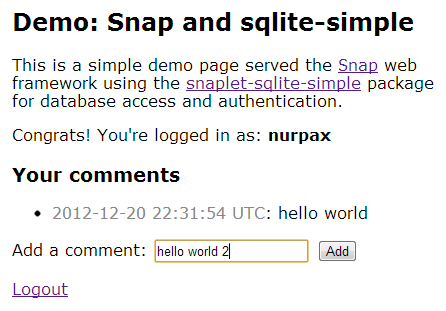 Demo: Snap and sqlite-simple
This is a simple demo page served the Snap web
framework using the snaplet-sqlite-simple package
for database access and authentication.
Congrats! You're logged in as: nurpax
Your comments
2012-12-20 22:31:54 UTC: hello world
Add a comment: hello world 2 Add
Logout